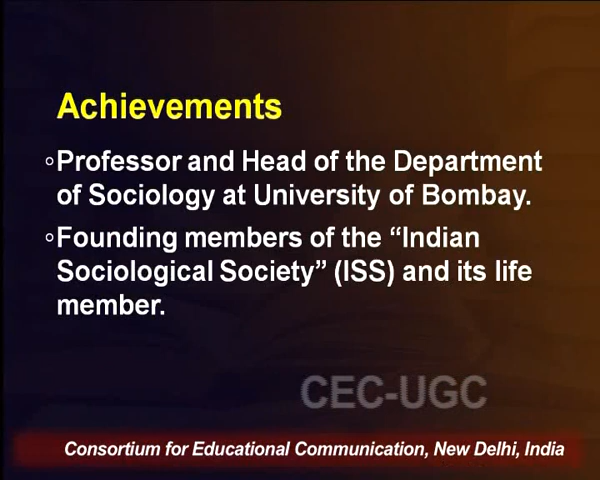 Achievements
◦Professor and Head of the Department
of Sociology at University of Bombay.
◦Founding members of the “Indian
Sociological Society” (ISS) and its life
member.
CEC-UGC
Consortium for Educational Communication, New Delhi, India